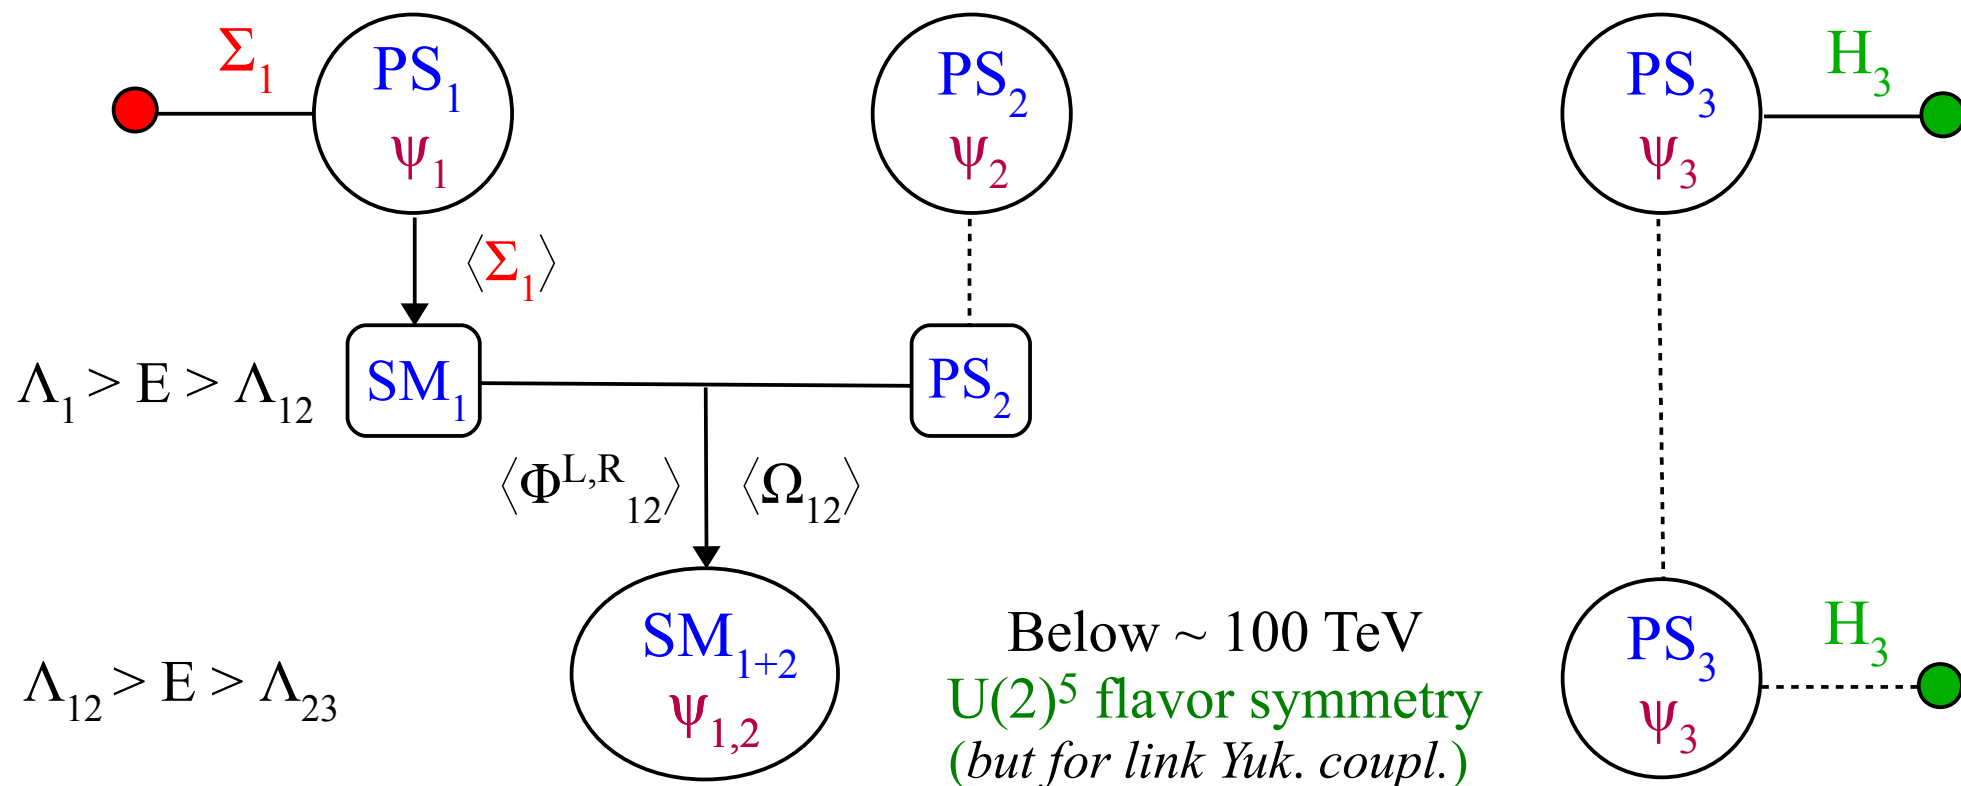 Σ₁
PS₁
ψ₁
PS₂
ψ₂
PS₃
ψ₃
H₃
⟨Σ₁⟩
Λ₁ > E > Λ₁₂
SM₁
PS₂
⟨Φ^L,R ₁₂⟩
⟨Ω₁₂⟩
Λ₁₂ > E > Λ₂₃
SM₁₊₂
ψ₁,₂
Below ~ 100 TeV
U(2)⁵ flavor symmetry
(but for link Yuk. coupl.)
PS₃
ψ₃
H₃